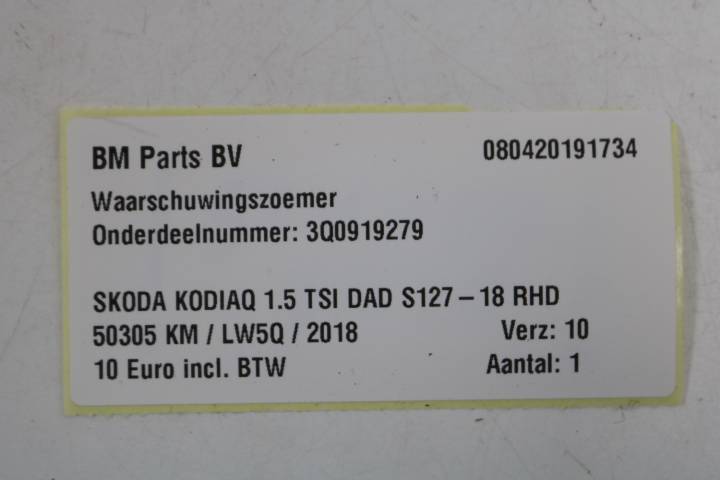 BM Parts BV 080420191734
Waarschuwingszoemer
Onderdeelnummer: 3Q0919279
SKODA KODIAQ 1.5 TSI DAD S127 – 18 RHD
50305 KM / LW5Q / 2018 Verz: 10
10 Euro incl. BTW Aantal: 1